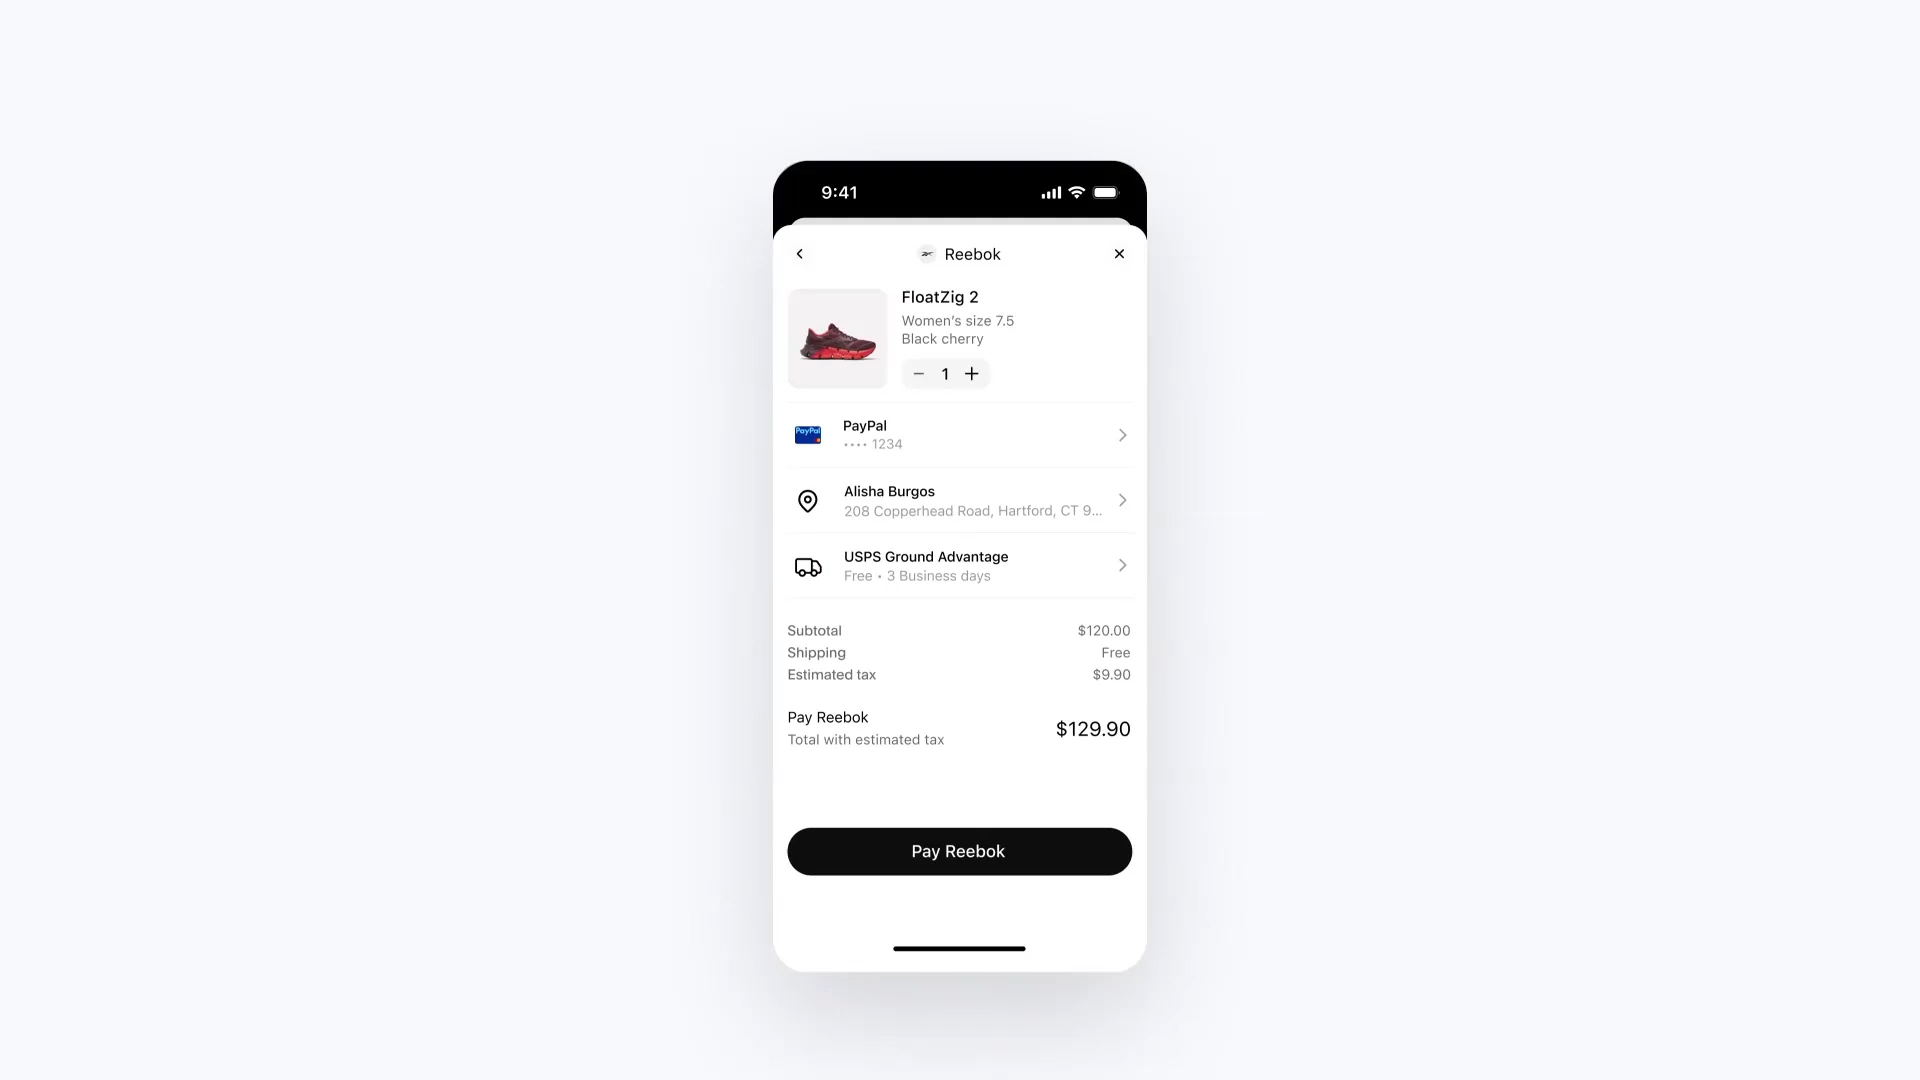 9:41
Reebok
FloatZig 2
Women's size 7.5
Black cherry
1
PayPal
PayPal
•••• 1234
Alisha Burgos
208 Copperhead Road, Hartford, CT 9...
USPS Ground Advantage
Free • 3 Business days
Subtotal $120.00
Shipping Free
Estimated tax $9.90
Pay Reebok
$129.90
Total with estimated tax
Pay Reebok